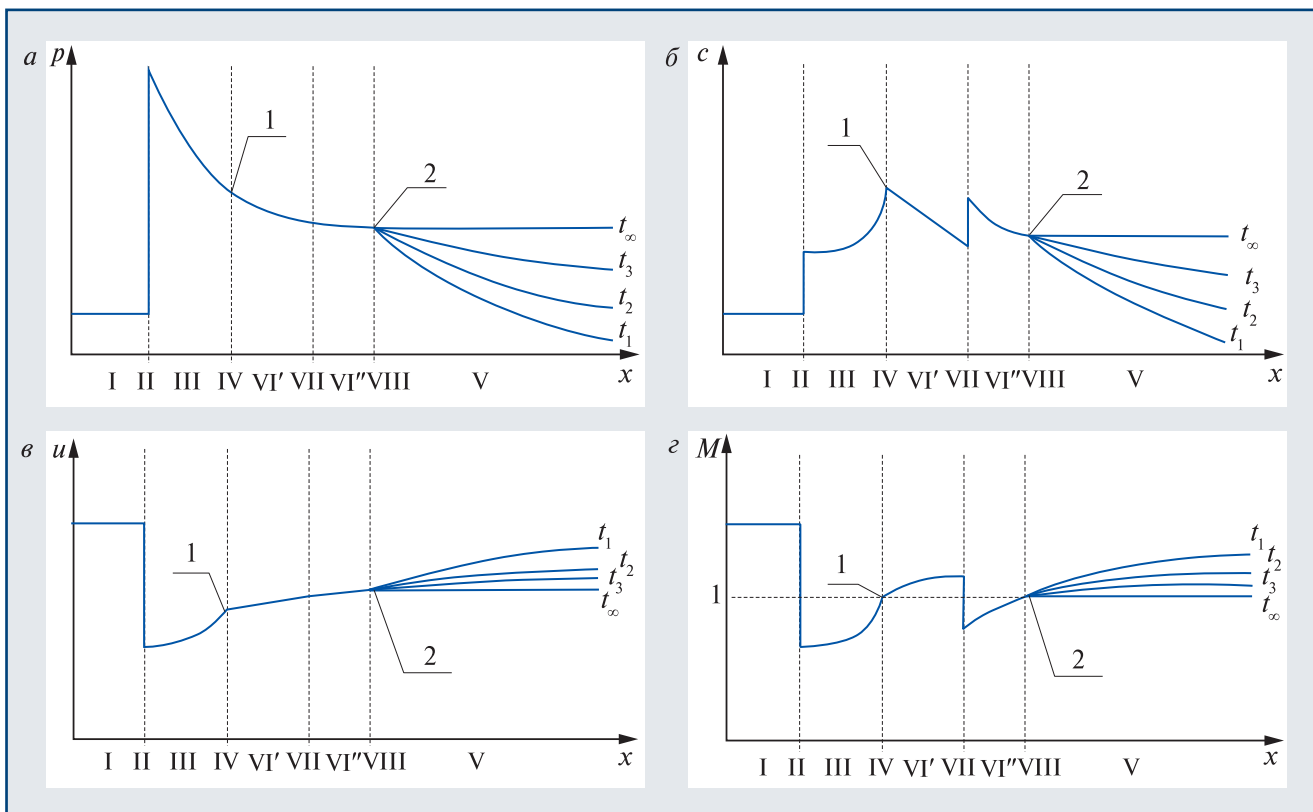 а
p
1
2
t∞
t3
t2
t1
I II III IV VI′ VII VI″ VIII V
x
б
c
1
2
t∞
t3
t2
t1
I II III IV VI′ VII VI″ VIII V
x
в
u
1
2
t1
t2
t3
t∞
I II III IV VI′ VII VI″ VIII V
x
г
M
1
1
2
t1
t2
t3
t∞
I II III IV VI′ VII VI″ VIII V
x